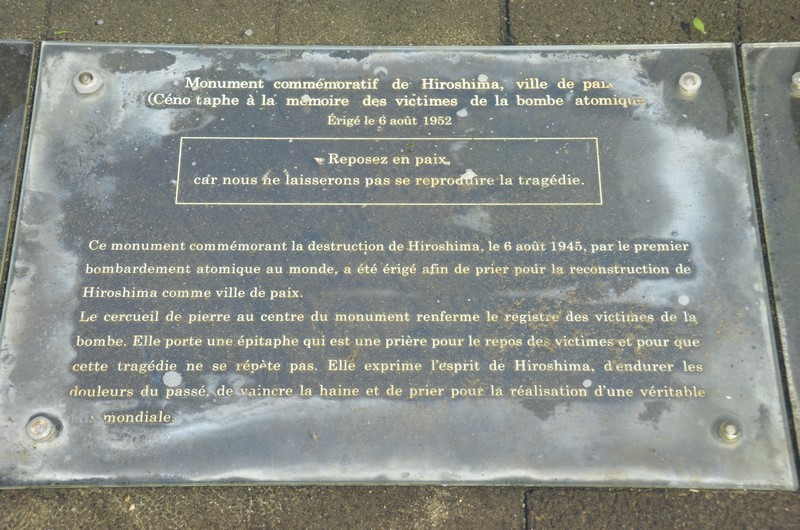 Monument commémoratif de Hiroshima, ville de paix
(Céno taphe à la mémoire des victimes de la bombe atomique
Érigé le 6 août 1952
Reposez en paix,
car nous ne laisserons pas se reproduire la tragédie.
Ce monument commémorant la destruction de Hiroshima, le 6 août 1945, par le premier
bombardement atomique au monde, a été érigé afin de prier pour la reconstruction de
Hiroshima comme ville de paix.
Le cercueil de pierre au centre du monument renferme le registre des victimes de la
bombe. Elle porte une épitaphe qui est une prière pour le repos des victimes et pour que
cette tragédie ne se répète pas. Elle exprime l'esprit de Hiroshima, d'endurer les
douleurs du passé, de vaincre la haine et de prier pour la réalisation d'une véritable
mondiale.